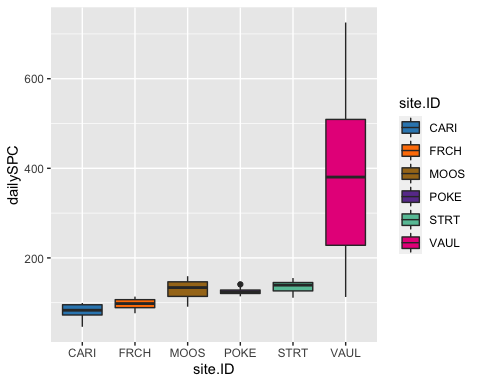 dailySPC
600
400
200
CARI FRCH MOOS POKE STRT VAUL
site.ID
site.ID
CARI
FRCH
MOOS
POKE
STRT
VAUL